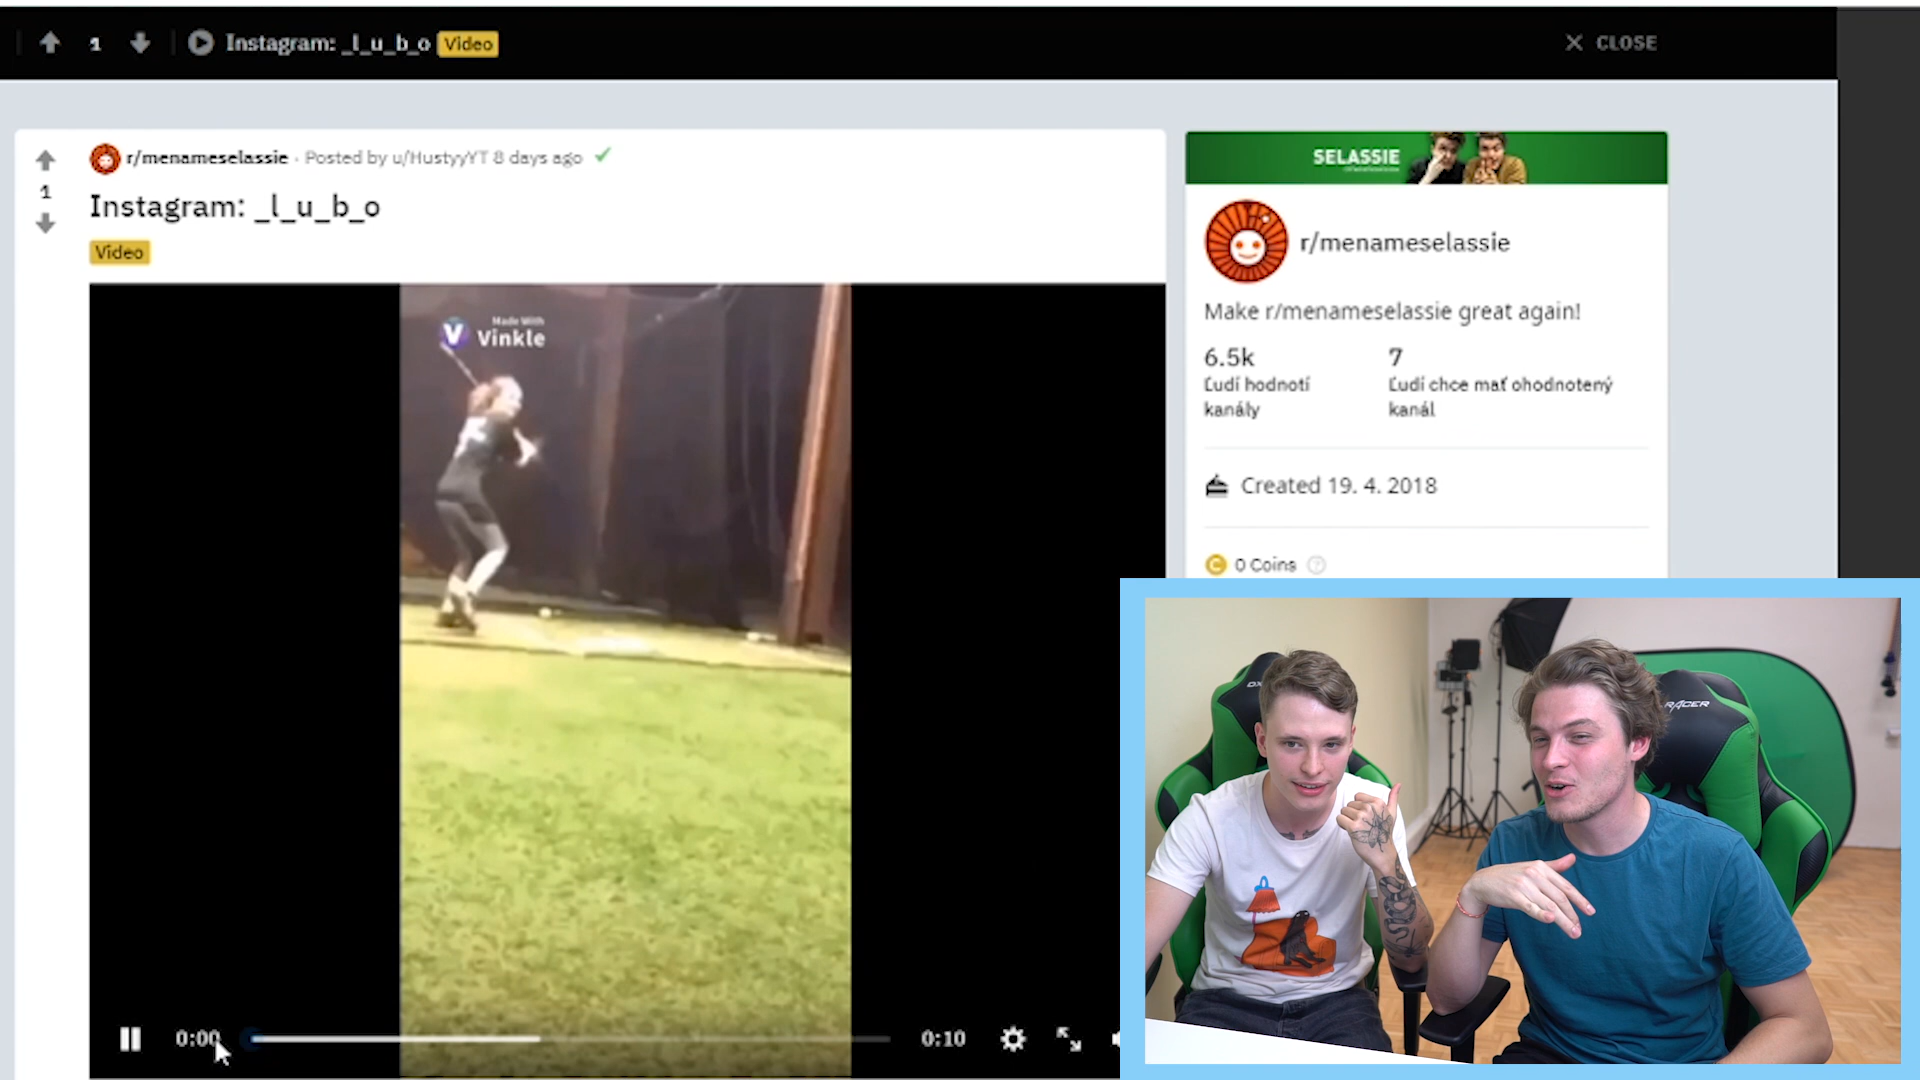 1 Instagram: _l_u_b_o Video
CLOSE
r/menameselassie · Posted by u/HustyyYT 8 days ago
1
Instagram: _l_u_b_o
Video
Made With
Vinkle
0:00
0:10
SELASSIE
r/menameselassie
Make r/menameselassie great again!
6.5k
Ľudí hodnotí
kanály
7
Ľudí chce mať ohodnotený
kanál
Created 19. 4. 2018
0 Coins
DX
RACER